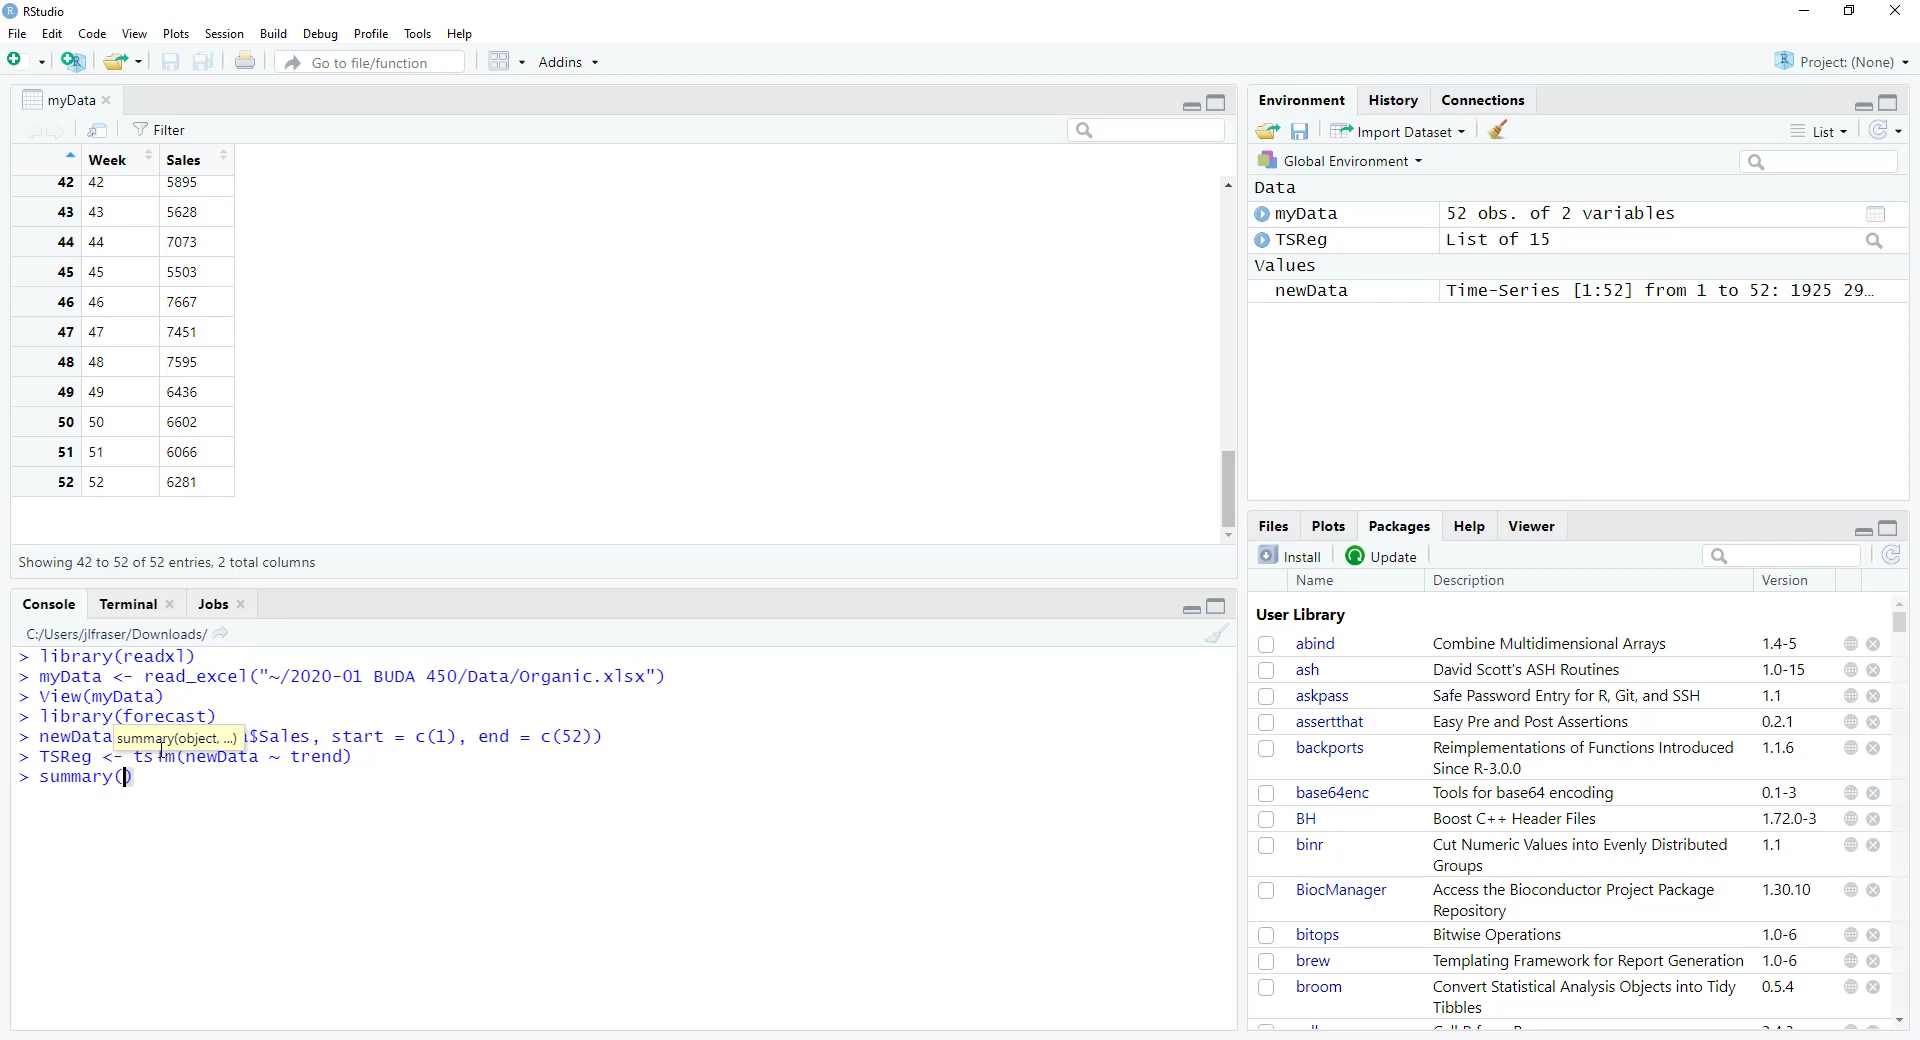 RStudio
File Edit Code View Plots Session Build Debug Profile Tools Help
Go to file/function Addins Project: (None)
myData
Filter
Week Sales
42 42 5895
43 43 5628
44 44 7073
45 45 5503
46 46 7667
47 47 7451
48 48 7595
49 49 6436
50 50 6602
51 51 6066
52 52 6281
Showing 42 to 52 of 52 entries, 2 total columns
Console Terminal Jobs
C:/Users/jlfraser/Downloads/
> library(readxl)
> myData <- read_excel("~/2020-01 BUDA 450/Data/Organic.xlsx")
> View(myData)
> library(forecast)
> newData $Sales, start = c(1), end = c(52))
summary(object, ...)
> TSReg <- tslm(newData ~ trend)
> summary()
Environment History Connections
Import Dataset List
Global Environment
Data
myData 52 obs. of 2 variables
TSReg List of 15
Values
newData Time-Series [1:52] from 1 to 52: 1925 29…
Files Plots Packages Help Viewer
Install Update
Name Description Version
User Library
abind Combine Multidimensional Arrays 1.4-5
ash David Scott's ASH Routines 1.0-15
askpass Safe Password Entry for R, Git, and SSH 1.1
assertthat Easy Pre and Post Assertions 0.2.1
backports Reimplementations of Functions Introduced 1.1.6
Since R-3.0.0
base64enc Tools for base64 encoding 0.1-3
BH Boost C++ Header Files 1.72.0-3
binr Cut Numeric Values into Evenly Distributed 1.1
Groups
BiocManager Access the Bioconductor Project Package 1.30.10
Repository
bitops Bitwise Operations 1.0-6
brew Templating Framework for Report Generation 1.0-6
broom Convert Statistical Analysis Objects into Tidy 0.5.4
Tibbles